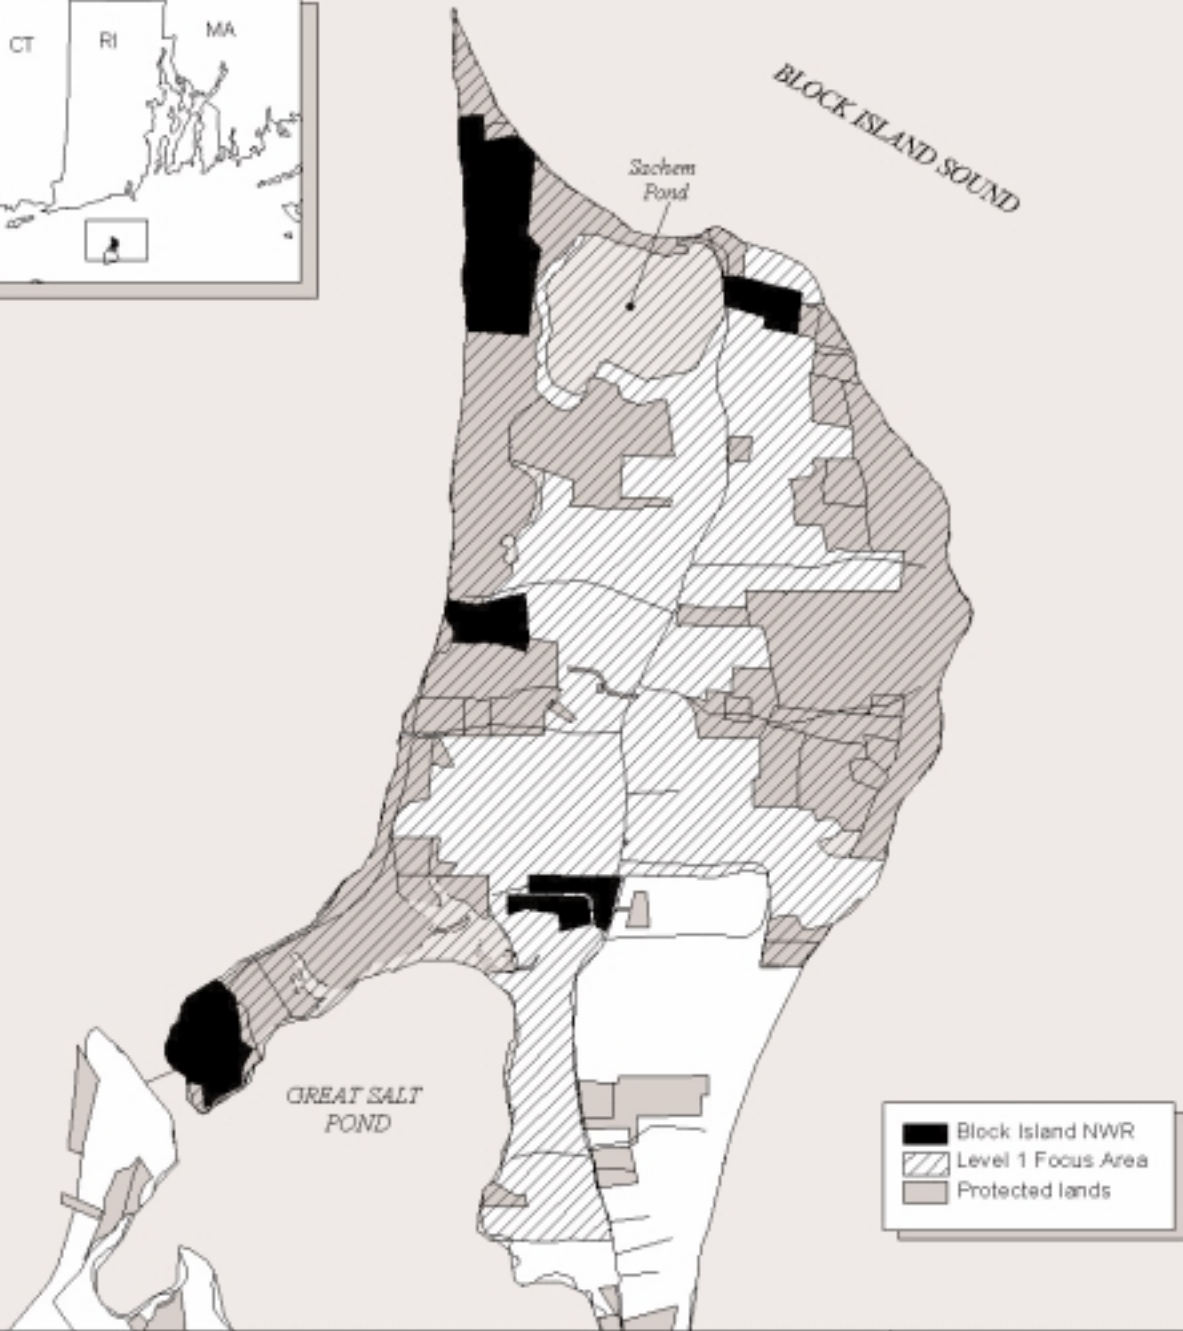 CT
RI
MA
BLOCK ISLAND SOUND
Sachem
Pond
GREAT SALT
POND
Block Island NWR
Level 1 Focus Area
Protected lands